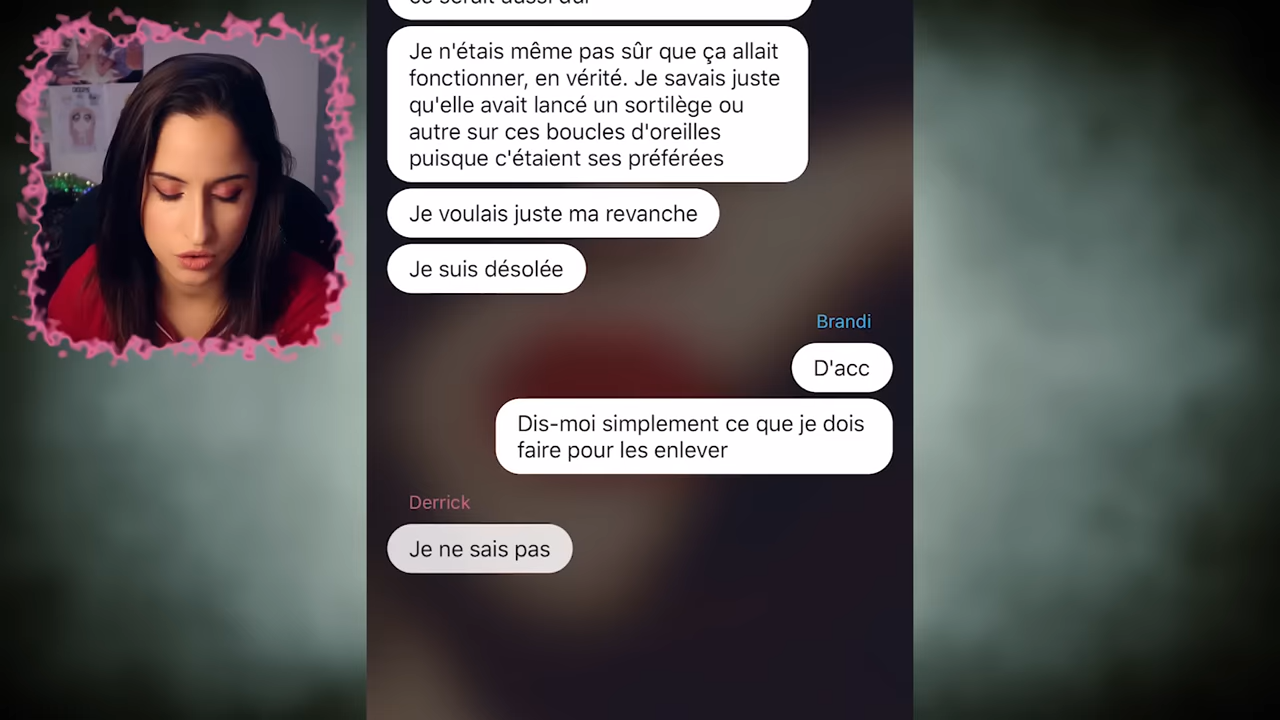 Je n'étais même pas sûr que ça allait
fonctionner, en vérité. Je savais juste
qu'elle avait lancé un sortilège ou
autre sur ces boucles d'oreilles
puisque c'étaient ses préférées
Je voulais juste ma revanche
Je suis désolée
Brandi
D'acc
Dis-moi simplement ce que je dois
faire pour les enlever
Derrick
Je ne sais pas